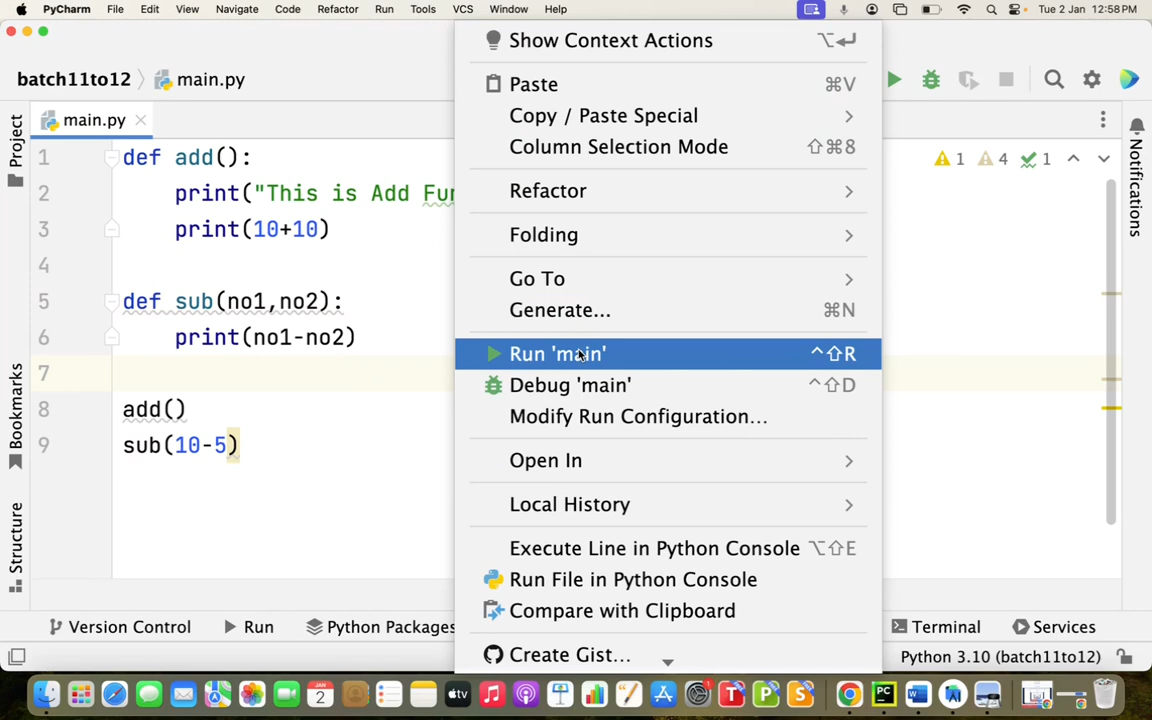 PyCharm File Edit View Navigate Code Refactor Run Tools VCS Window Help Tue 2 Jan 12:58 PM
batch11to12 main.py
main.py
1 def add():
2 print("This is Add Fun
3 print(10+10)
4
5 def sub(no1,no2):
6 print(no1-no2)
7
8 add()
9 sub(10-5)
1 4 1
Project
Bookmarks
Structure
Notifications
Show Context Actions ⌥↩
Paste ⌘V
Copy / Paste Special
Column Selection Mode ⇧⌘8
Refactor
Folding
Go To
Generate... ⌘N
Run 'main' ^⇧R
Debug 'main' ^⇧D
Modify Run Configuration...
Open In
Local History
Execute Line in Python Console ⌥⇧E
Run File in Python Console
Compare with Clipboard
Create Gist...
Version Control Run Python Packages Terminal Services
Python 3.10 (batch11to12)
JAN
2
tv
T P S
PC W